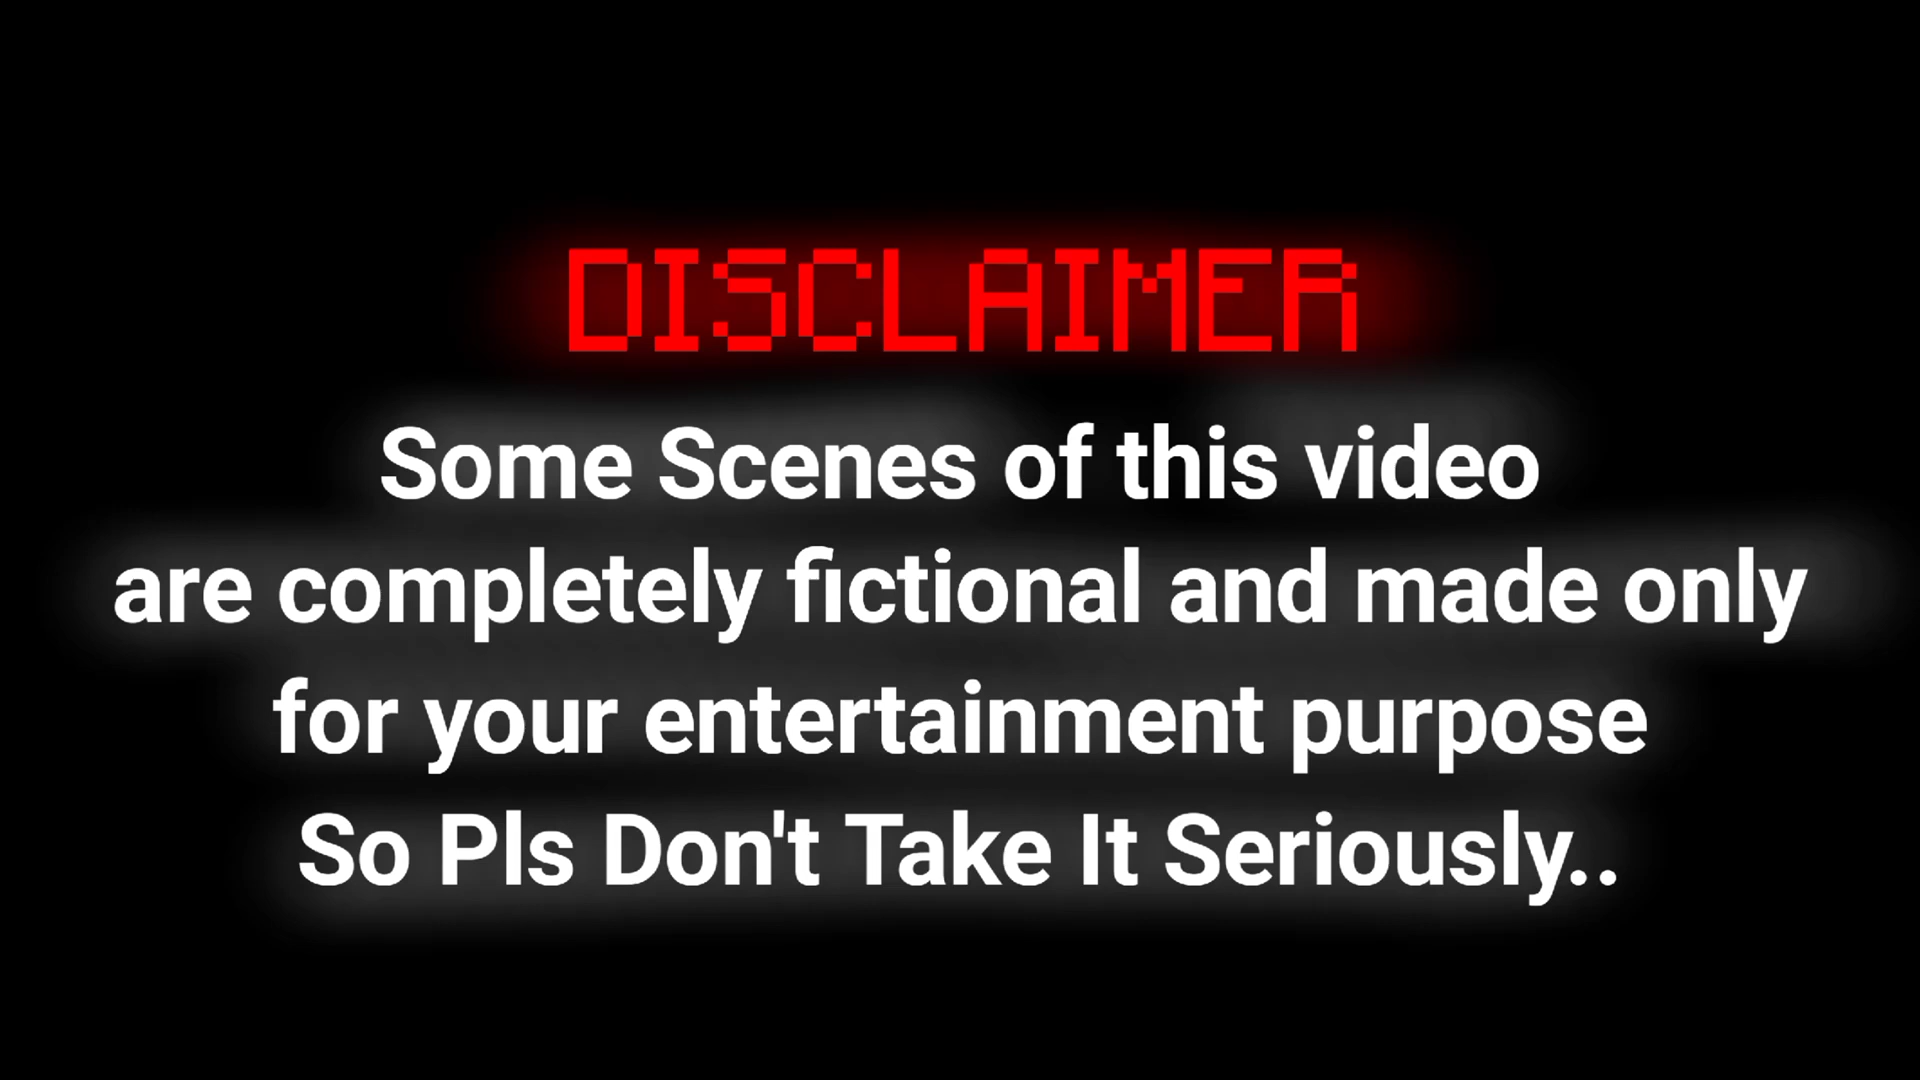 DISCLAIMER
Some Scenes of this video
are completely fictional and made only
for your entertainment purpose
So Pls Don't Take It Seriously..